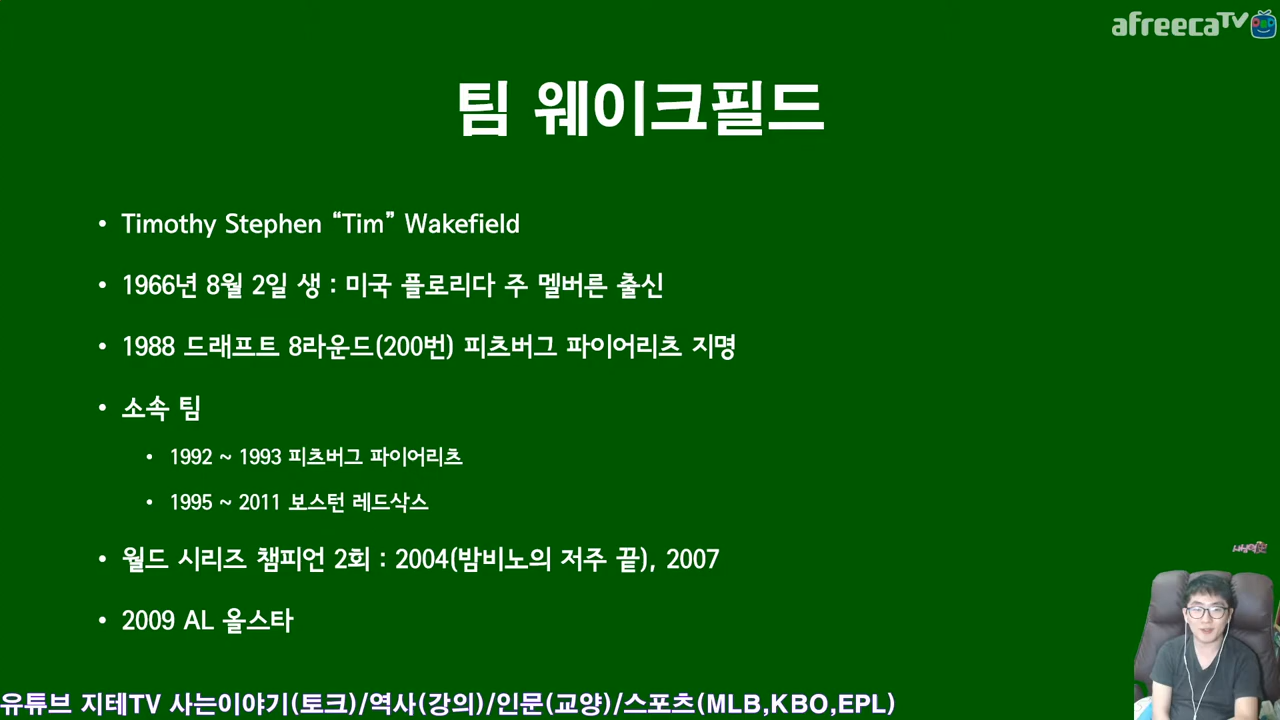 afreecaTV
팀 웨이크필드
• Timothy Stephen “Tim” Wakefield
• 1966년 8월 2일 생 : 미국 플로리다 주 멜버른 출신
• 1988 드래프트 8라운드(200번) 피츠버그 파이어리츠 지명
• 소속 팀
• 1992 ~ 1993 피츠버그 파이어리츠
• 1995 ~ 2011 보스턴 레드삭스
• 월드 시리즈 챔피언 2회 : 2004(밤비노의 저주 끝), 2007
• 2009 AL 올스타
유튜브 지테TV 사는이야기(토크)/역사(강의)/인문(교양)/스포츠(MLB,KBO,EPL)